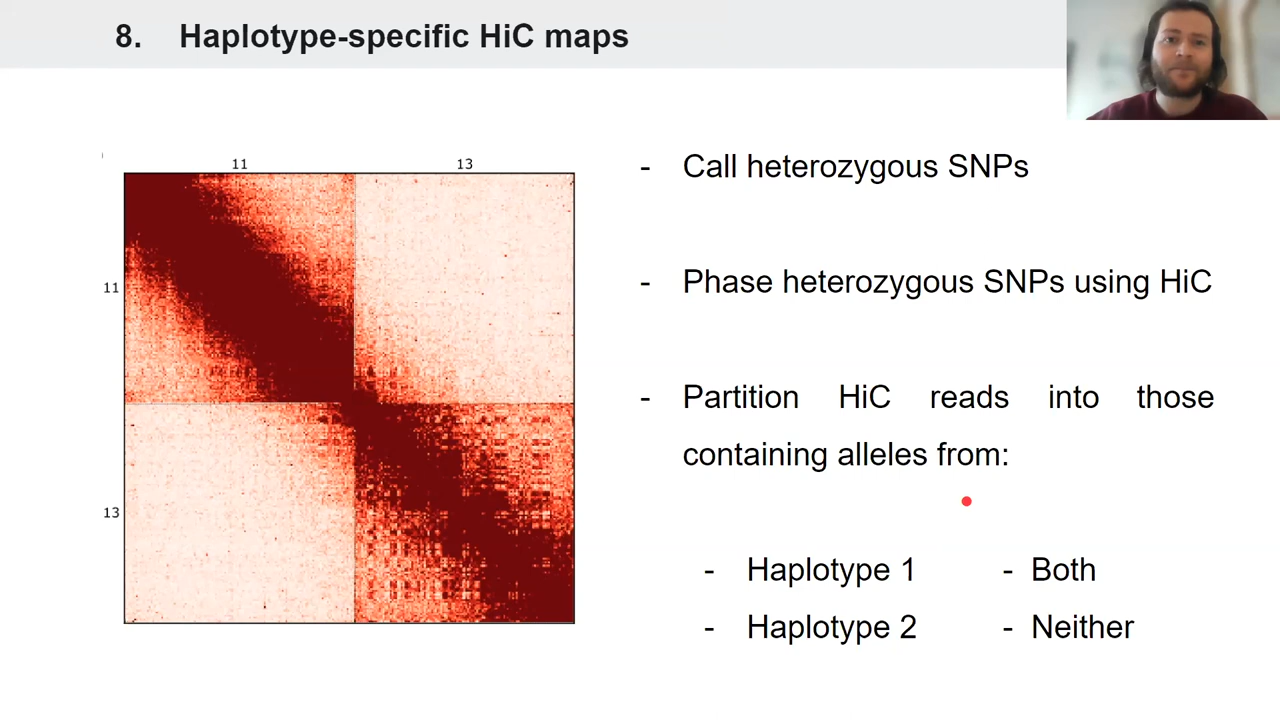 8. Haplotype-specific HiC maps
11 13
11
13
- Call heterozygous SNPs
- Phase heterozygous SNPs using HiC
- Partition HiC reads into those
containing alleles from:
- Haplotype 1 - Both
- Haplotype 2 - Neither